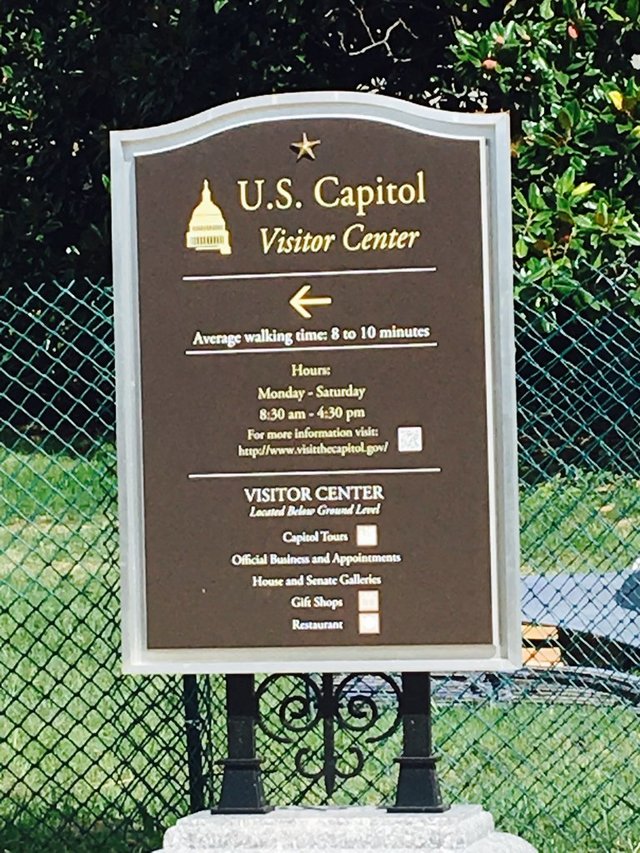 U.S. Capitol
Visitor Center
Average walking time: 8 to 10 minutes
Hours:
Monday - Saturday
8:30 am - 4:30 pm
For more information visit:
http://www.visitthecapitol.gov/
VISITOR CENTER
Located Below Ground Level
Capitol Tours
Official Business and Appointments
House and Senate Galleries
Gift Shops
Restaurant